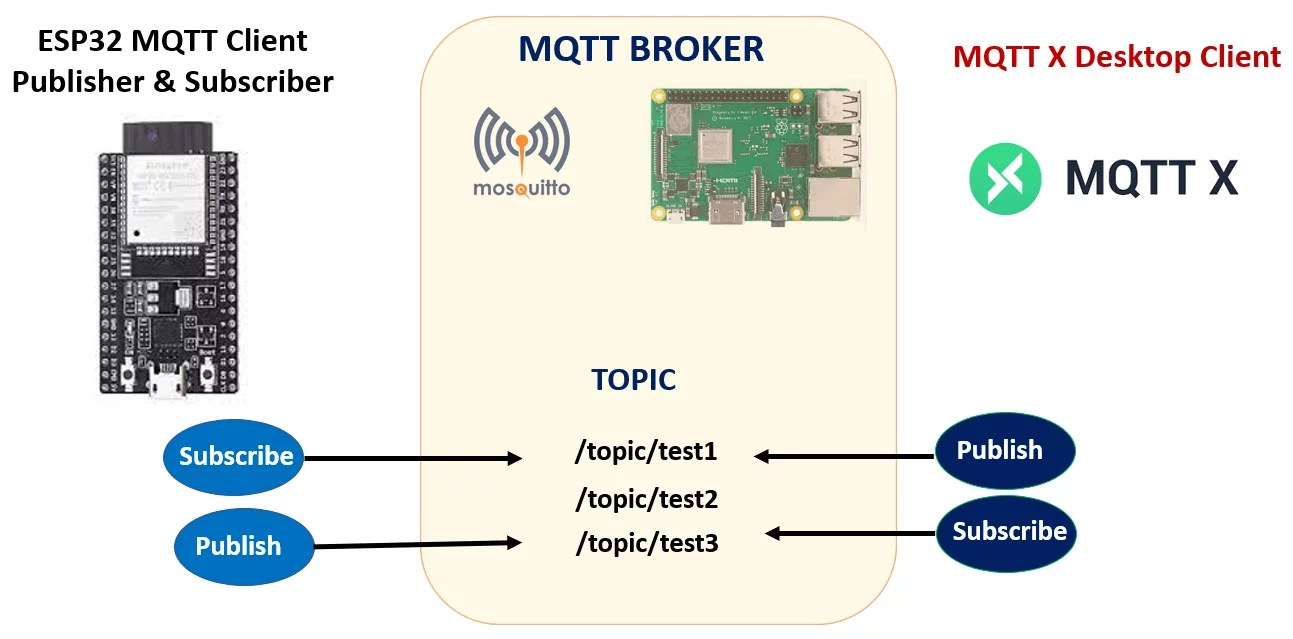 ESP32 MQTT Client
Publisher & Subscriber
MQTT BROKER
mosquitto
HDMI
MQTT X Desktop Client
MQTT X
TOPIC
Subscribe
/topic/test1
Publish
/topic/test2
Publish
/topic/test3
Subscribe